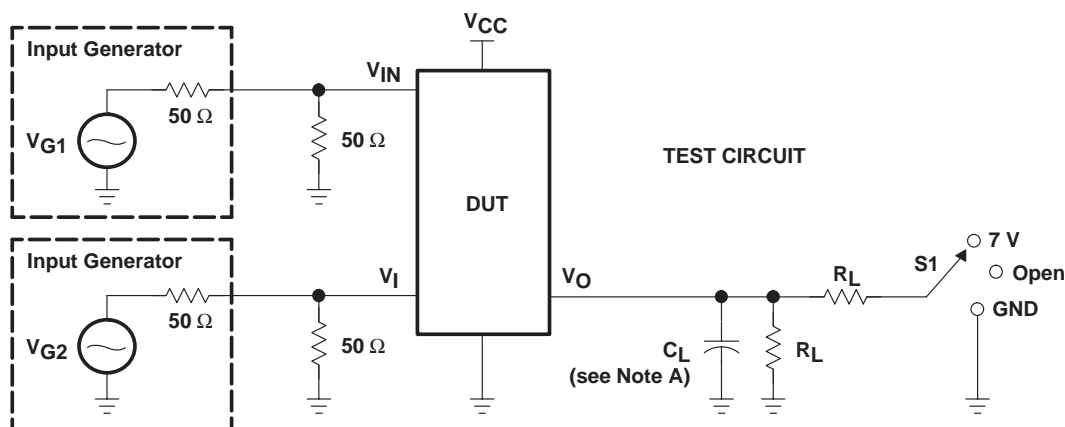 VCC
Input Generator
VIN
50 Ω
VG1
50 Ω
TEST CIRCUIT
DUT
7 V
Input Generator
S1
Open
VI
VO
RL
50 Ω
GND
VG2
50 Ω
CL
RL
(see Note A)